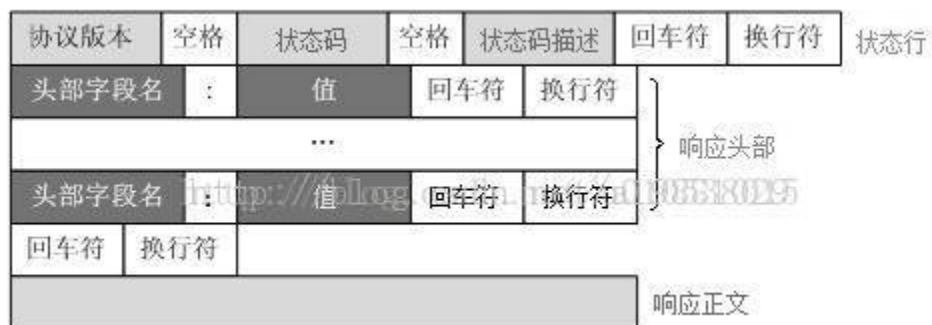 协议版本 空格 状态码 空格 状态码描述 回车符 换行符 状态行
头部字段名 : 值 回车符 换行符
... 响应头部
头部字段名 : 值 回车符 换行符
回车符 换行符
响应正文